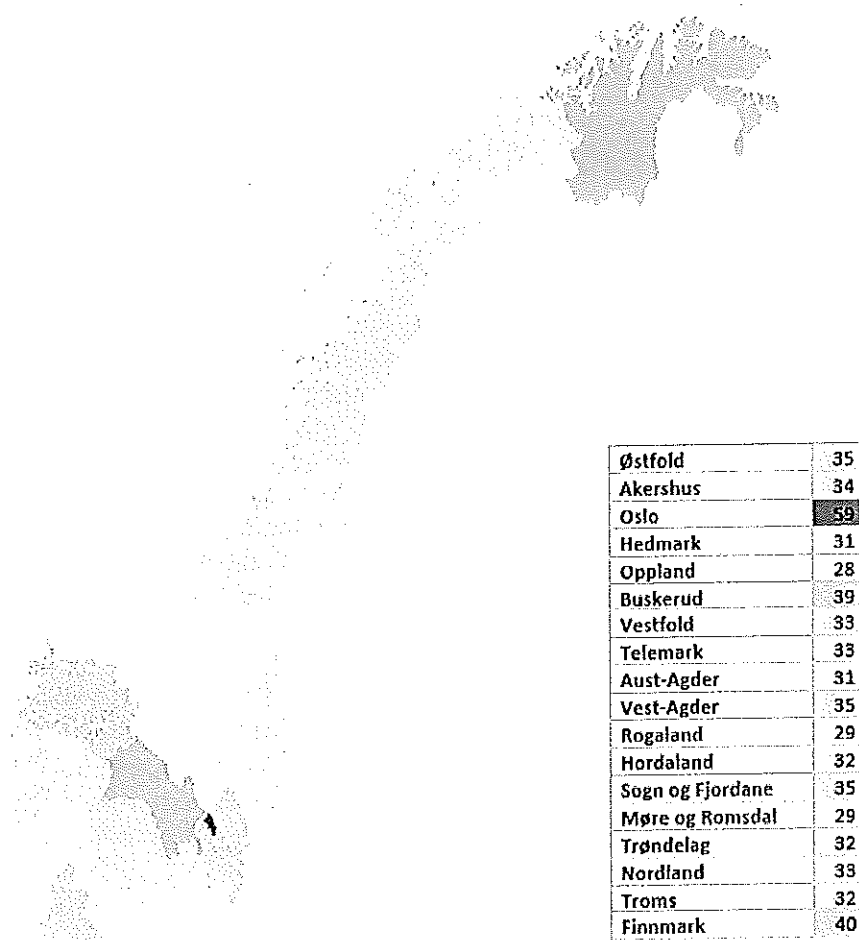 Østfold 35
Akershus 34
Oslo 59
Hedmark 31
Oppland 28
Buskerud 39
Vestfold 33
Telemark 33
Aust-Agder 31
Vest-Agder 35
Rogaland 29
Hordaland 32
Sogn og Fjordane 35
Møre og Romsdal 29
Trøndelag 32
Nordland 33
Troms 32
Finnmark 40